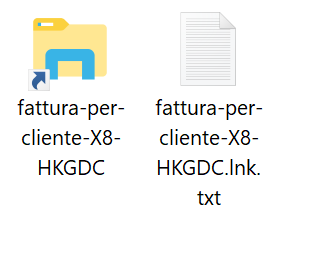 fattura-per-
cliente-X8-
HKGDC
fattura-per-
cliente-X8-
HKGDC.lnk.
txt